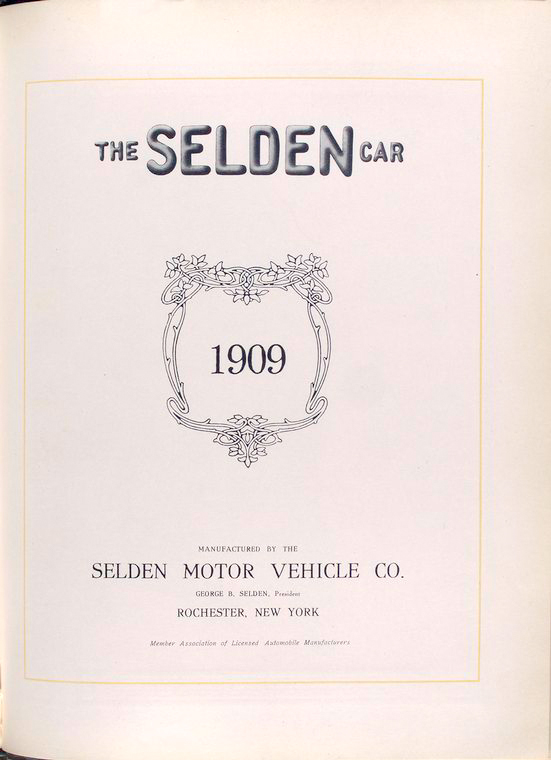 THE SELDEN CAR
1909
MANUFACTURED BY THE
SELDEN MOTOR VEHICLE CO.
GEORGE B. SELDEN, President
ROCHESTER, NEW YORK
Member Association of Licensed Automobile Manufacturers